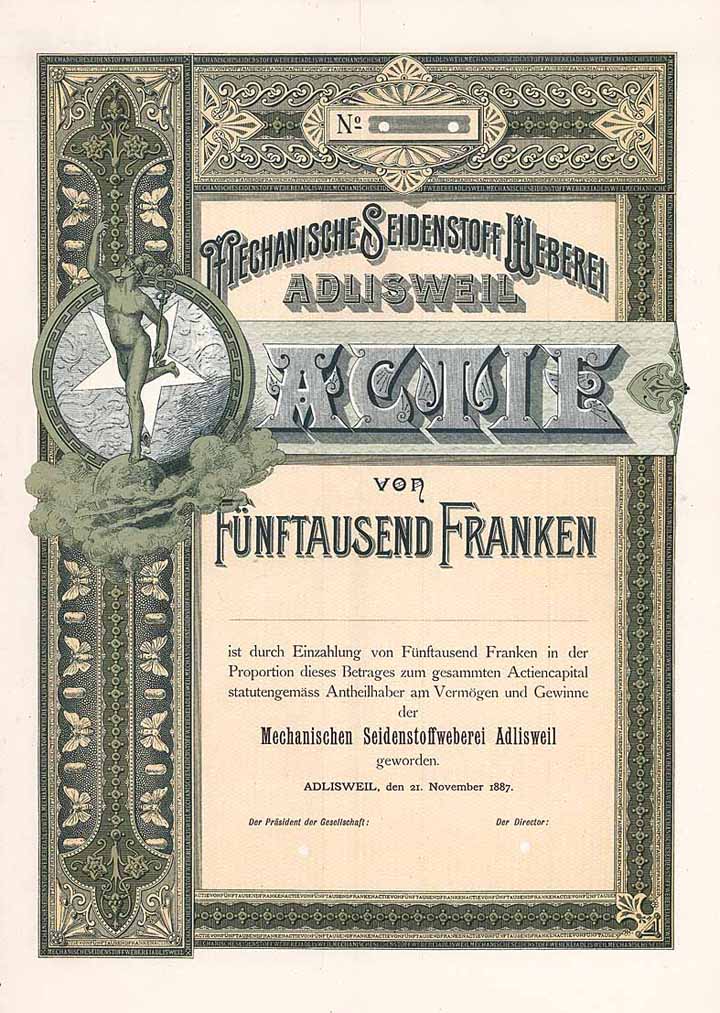 Nº
MECHANISCHE SEIDENSTOFF WEBEREI
ADLISWEIL
ACTIE
VON
FÜNFTAUSEND FRANKEN
ist durch Einzahlung von Fünftausend Franken in der
Proportion dieses Betrages zum gesammten Actiencapital
statutengemäss Antheilhaber am Vermögen und Gewinne
der
Mechanischen Seidenstoffweberei Adlisweil
geworden.
ADLISWEIL, den 21. November 1887.
Der Präsident der Gesellschaft: Der Director: